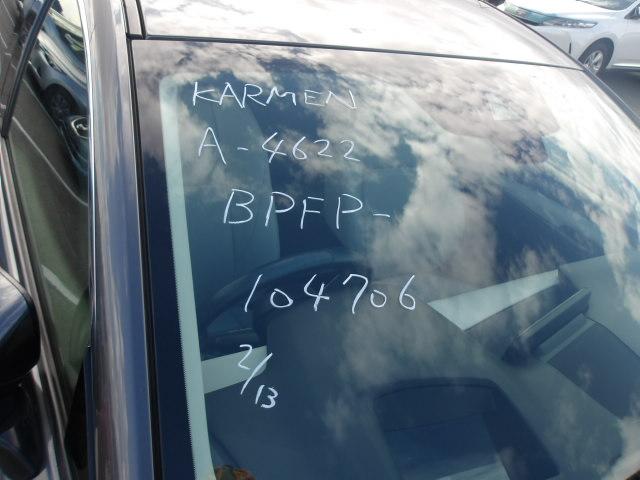 KARMEN
A-4622
BPFP-
104706
2/13